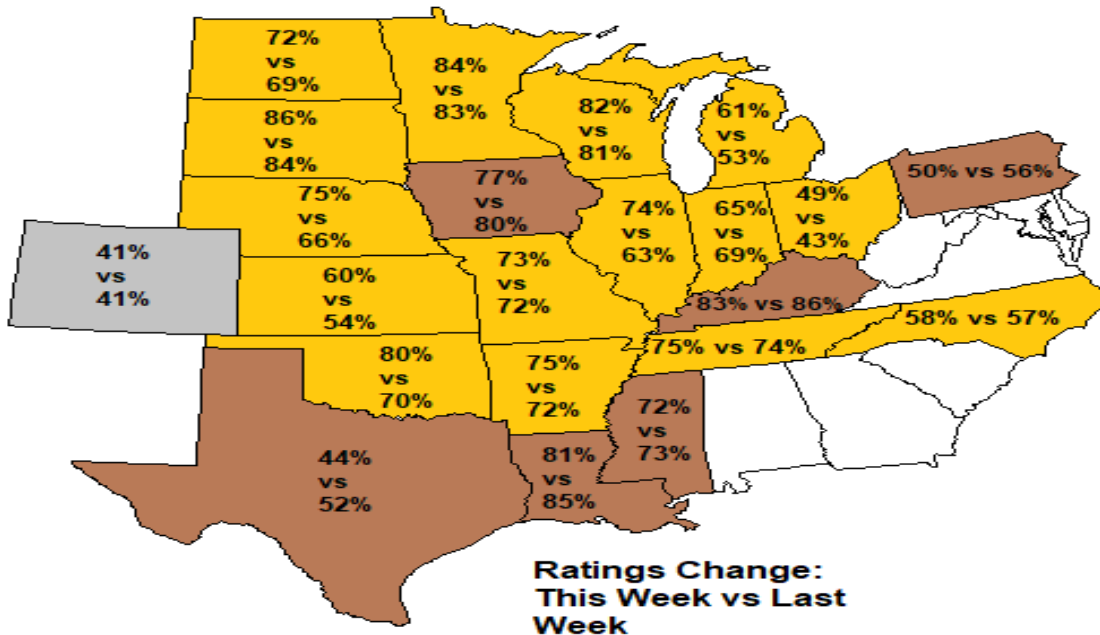 72%
vs
69%
84%
vs
83%
86%
vs
84%
82%
vs
81%
61%
vs
53%
50% vs 56%
77%
vs
80%
75%
vs
66%
74%
vs
63%
65%
vs
69%
49%
vs
43%
41%
vs
41%
60%
vs
54%
73%
vs
72%
83% vs 86%
58% vs 57%
75% vs 74%
80%
vs
70%
75%
vs
72%
72%
vs
73%
44%
vs
52%
81%
vs
85%
Ratings Change:
This Week vs Last
Week